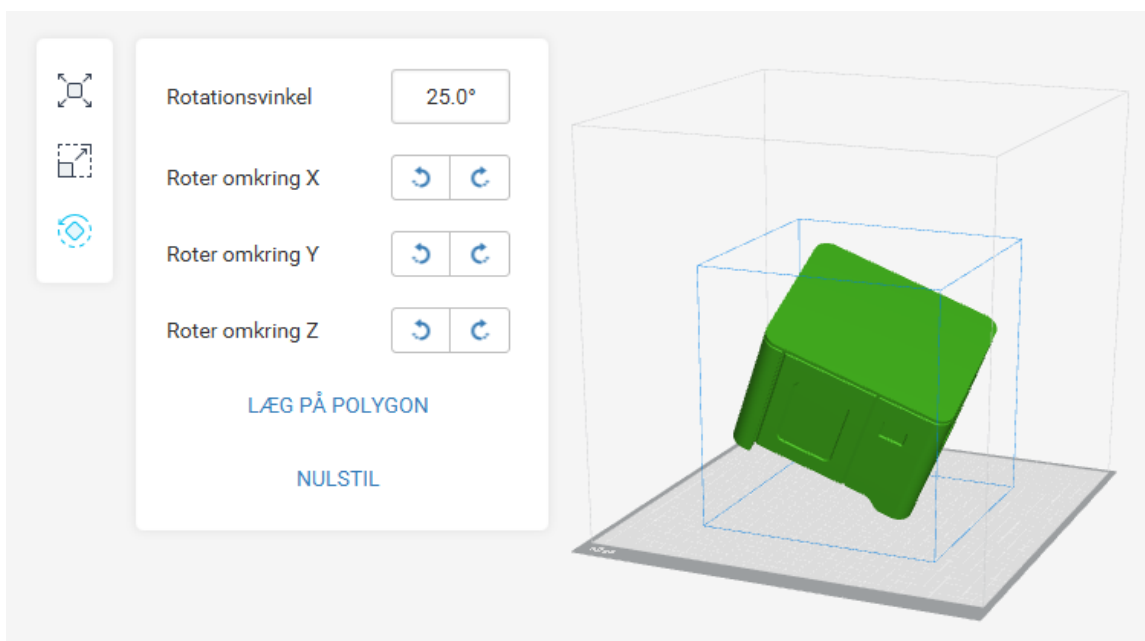 Rotationsvinkel 25.0°
Roter omkring X
Roter omkring Y
Roter omkring Z
LÆG PÅ POLYGON
NULSTIL